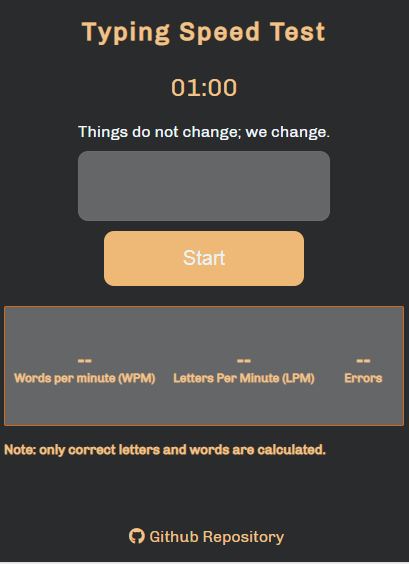 Typing Speed Test
01:00
Things do not change; we change.
Start
-- -- --
Words per minute (WPM) Letters Per Minute (LPM) Errors
Note: only correct letters and words are calculated.
Github Repository